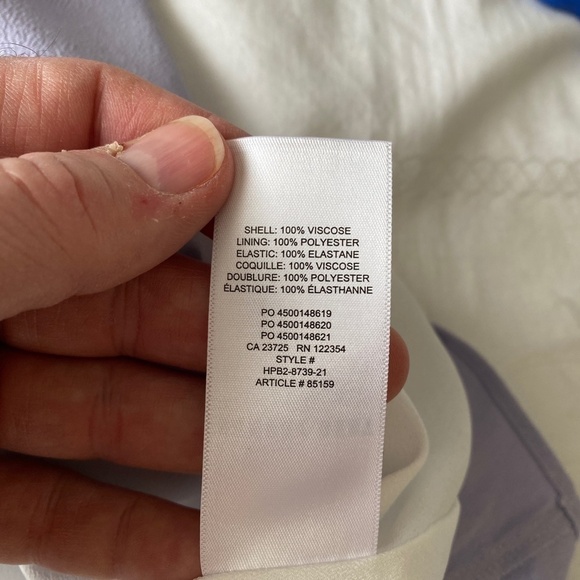 SHELL: 100% VISCOSE
LINING: 100% POLYESTER
ELASTIC: 100% ELASTANE
COQUILLE: 100% VISCOSE
DOUBLURE: 100% POLYESTER
ÉLASTIQUE: 100% ÉLASTHANNE
PO 4500148619
PO 4500148620
PO 4500148621
CA 23725 RN 122354
STYLE #
HPB2-8739-21
ARTICLE # 85159